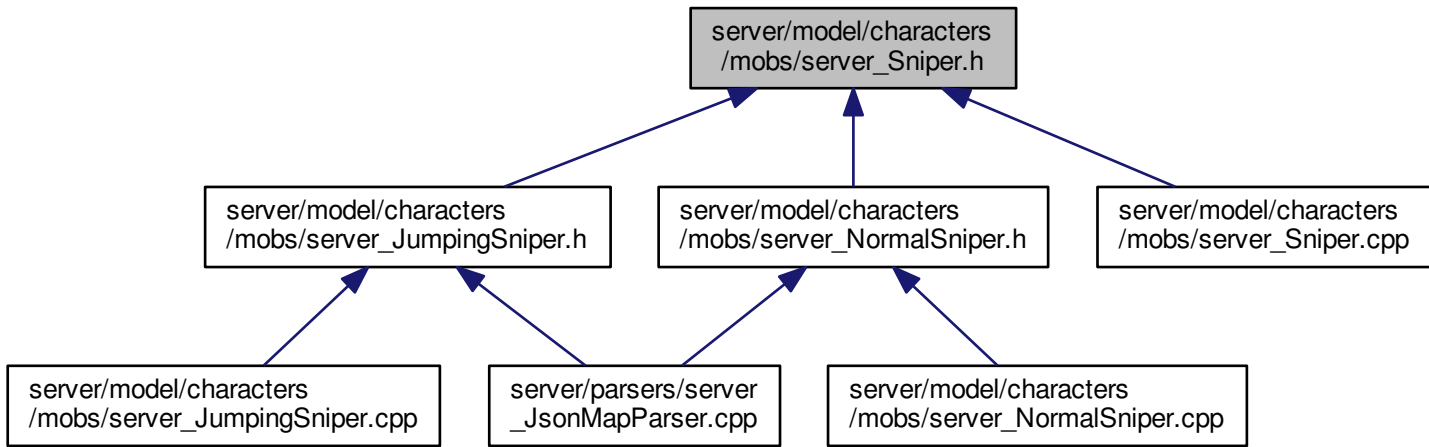 server/model/characters
/mobs/server_Sniper.h
server/model/characters
/mobs/server_JumpingSniper.h
server/model/characters
/mobs/server_NormalSniper.h
server/model/characters
/mobs/server_Sniper.cpp
server/model/characters
/mobs/server_JumpingSniper.cpp
server/parsers/server
_JsonMapParser.cpp
server/model/characters
/mobs/server_NormalSniper.cpp